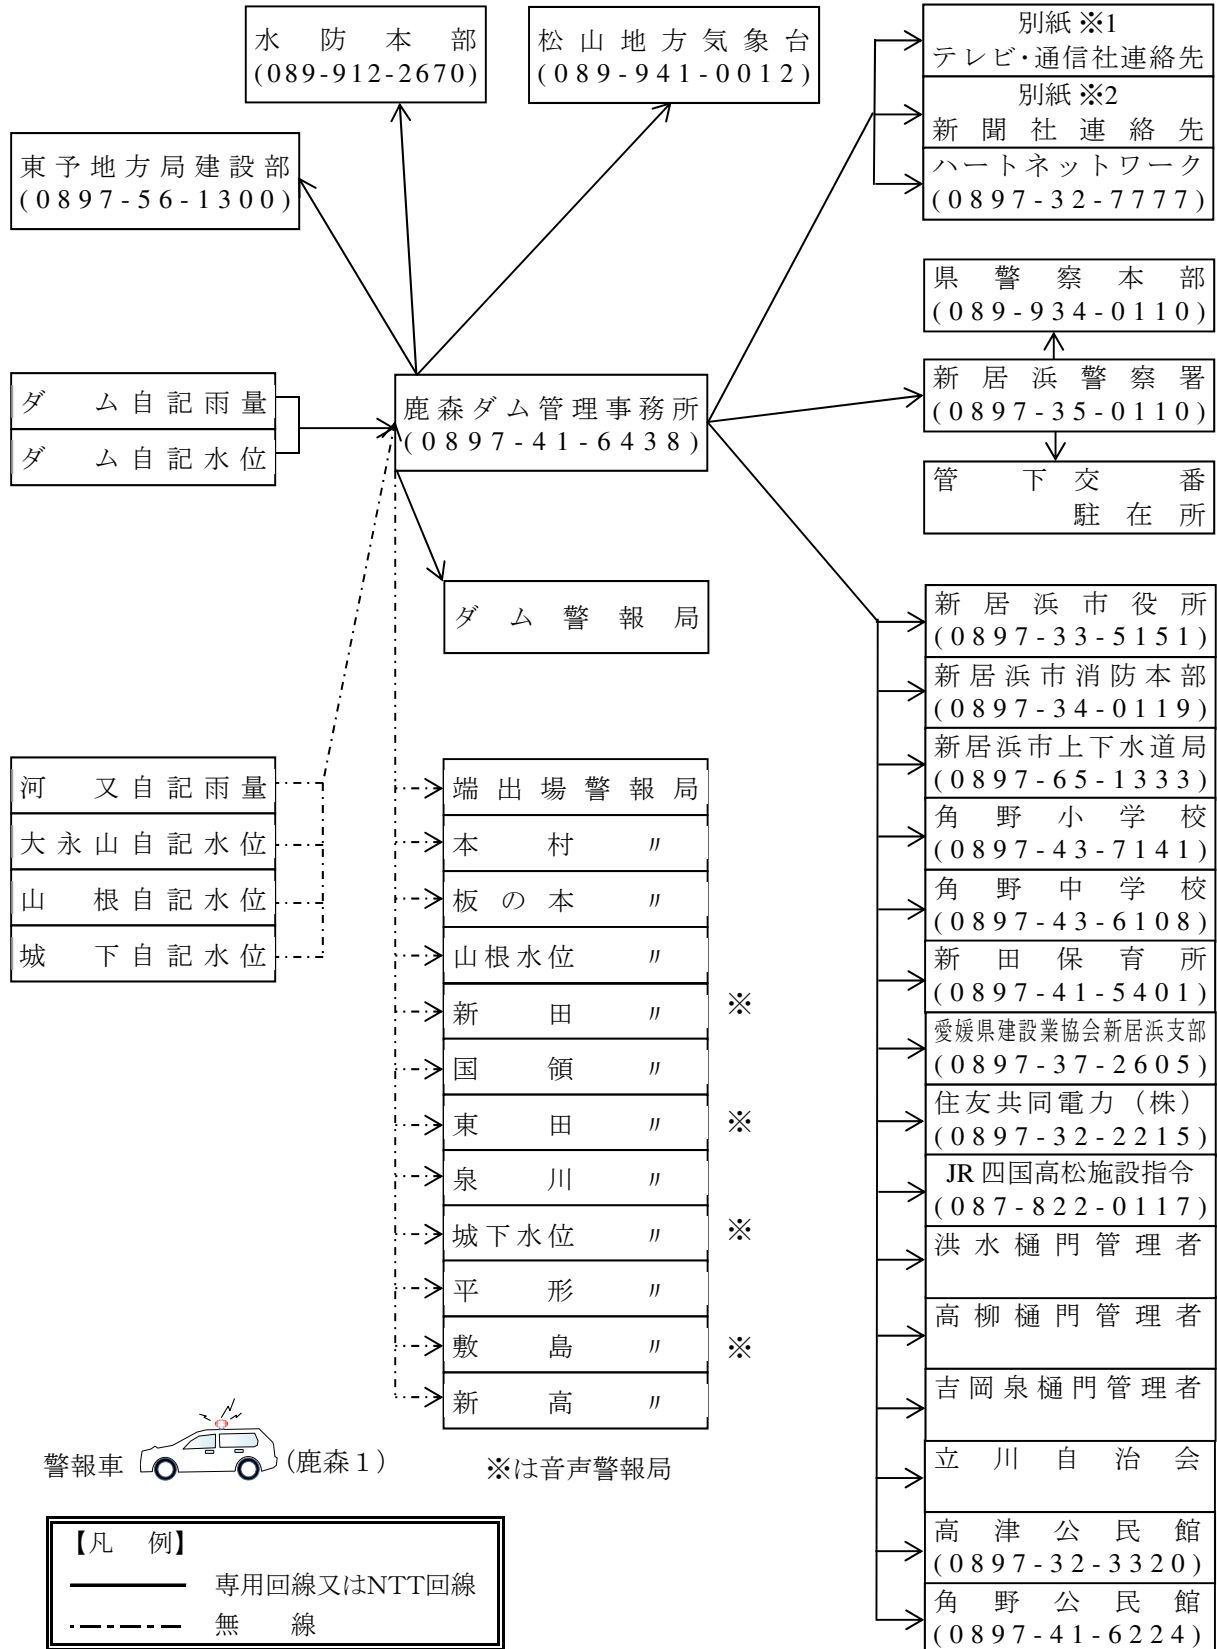 水防本部
(089-912-2670)
松山地方気象台
(089-941-0012)
別紙※1
テレビ・通信社連絡先
別紙※2
新聞社連絡先
ハートネットワーク
(0897-32-7777)
東予地方局建設部
(0897-56-1300)
県警察本部
(089-934-0110)
新居浜警察署
(0897-35-0110)
管下交番
駐在所
ダム自記雨量
ダム自記水位
鹿森ダム管理事務所
(0897-41-6438)
ダム警報局
河又自記雨量
大永山自記水位
山根自記水位
城下自記水位
端出場警報局
本村〃
板の本〃
山根水位〃
新田〃 ※
国領〃
東田〃 ※
泉川〃
城下水位〃 ※
平形〃
敷島〃 ※
新高〃
新居浜市役所
(0897-33-5151)
新居浜市消防本部
(0897-34-0119)
新居浜市上下水道局
(0897-65-1333)
角野小学校
(0897-43-7141)
角野中学校
(0897-43-6108)
新田保育所
(0897-41-5401)
愛媛県建設業協会新居浜支部
(0897-37-2605)
住友共同電力（株）
(0897-32-2215)
JR四国高松施設指令
(087-822-0117)
洪水樋門管理者
高柳樋門管理者
吉岡泉樋門管理者
立川自治会
高津公民館
(0897-32-3320)
角野公民館
(0897-41-6224)
警報車 (鹿森1)
※は音声警報局
【凡例】
専用回線又はNTT回線
無線